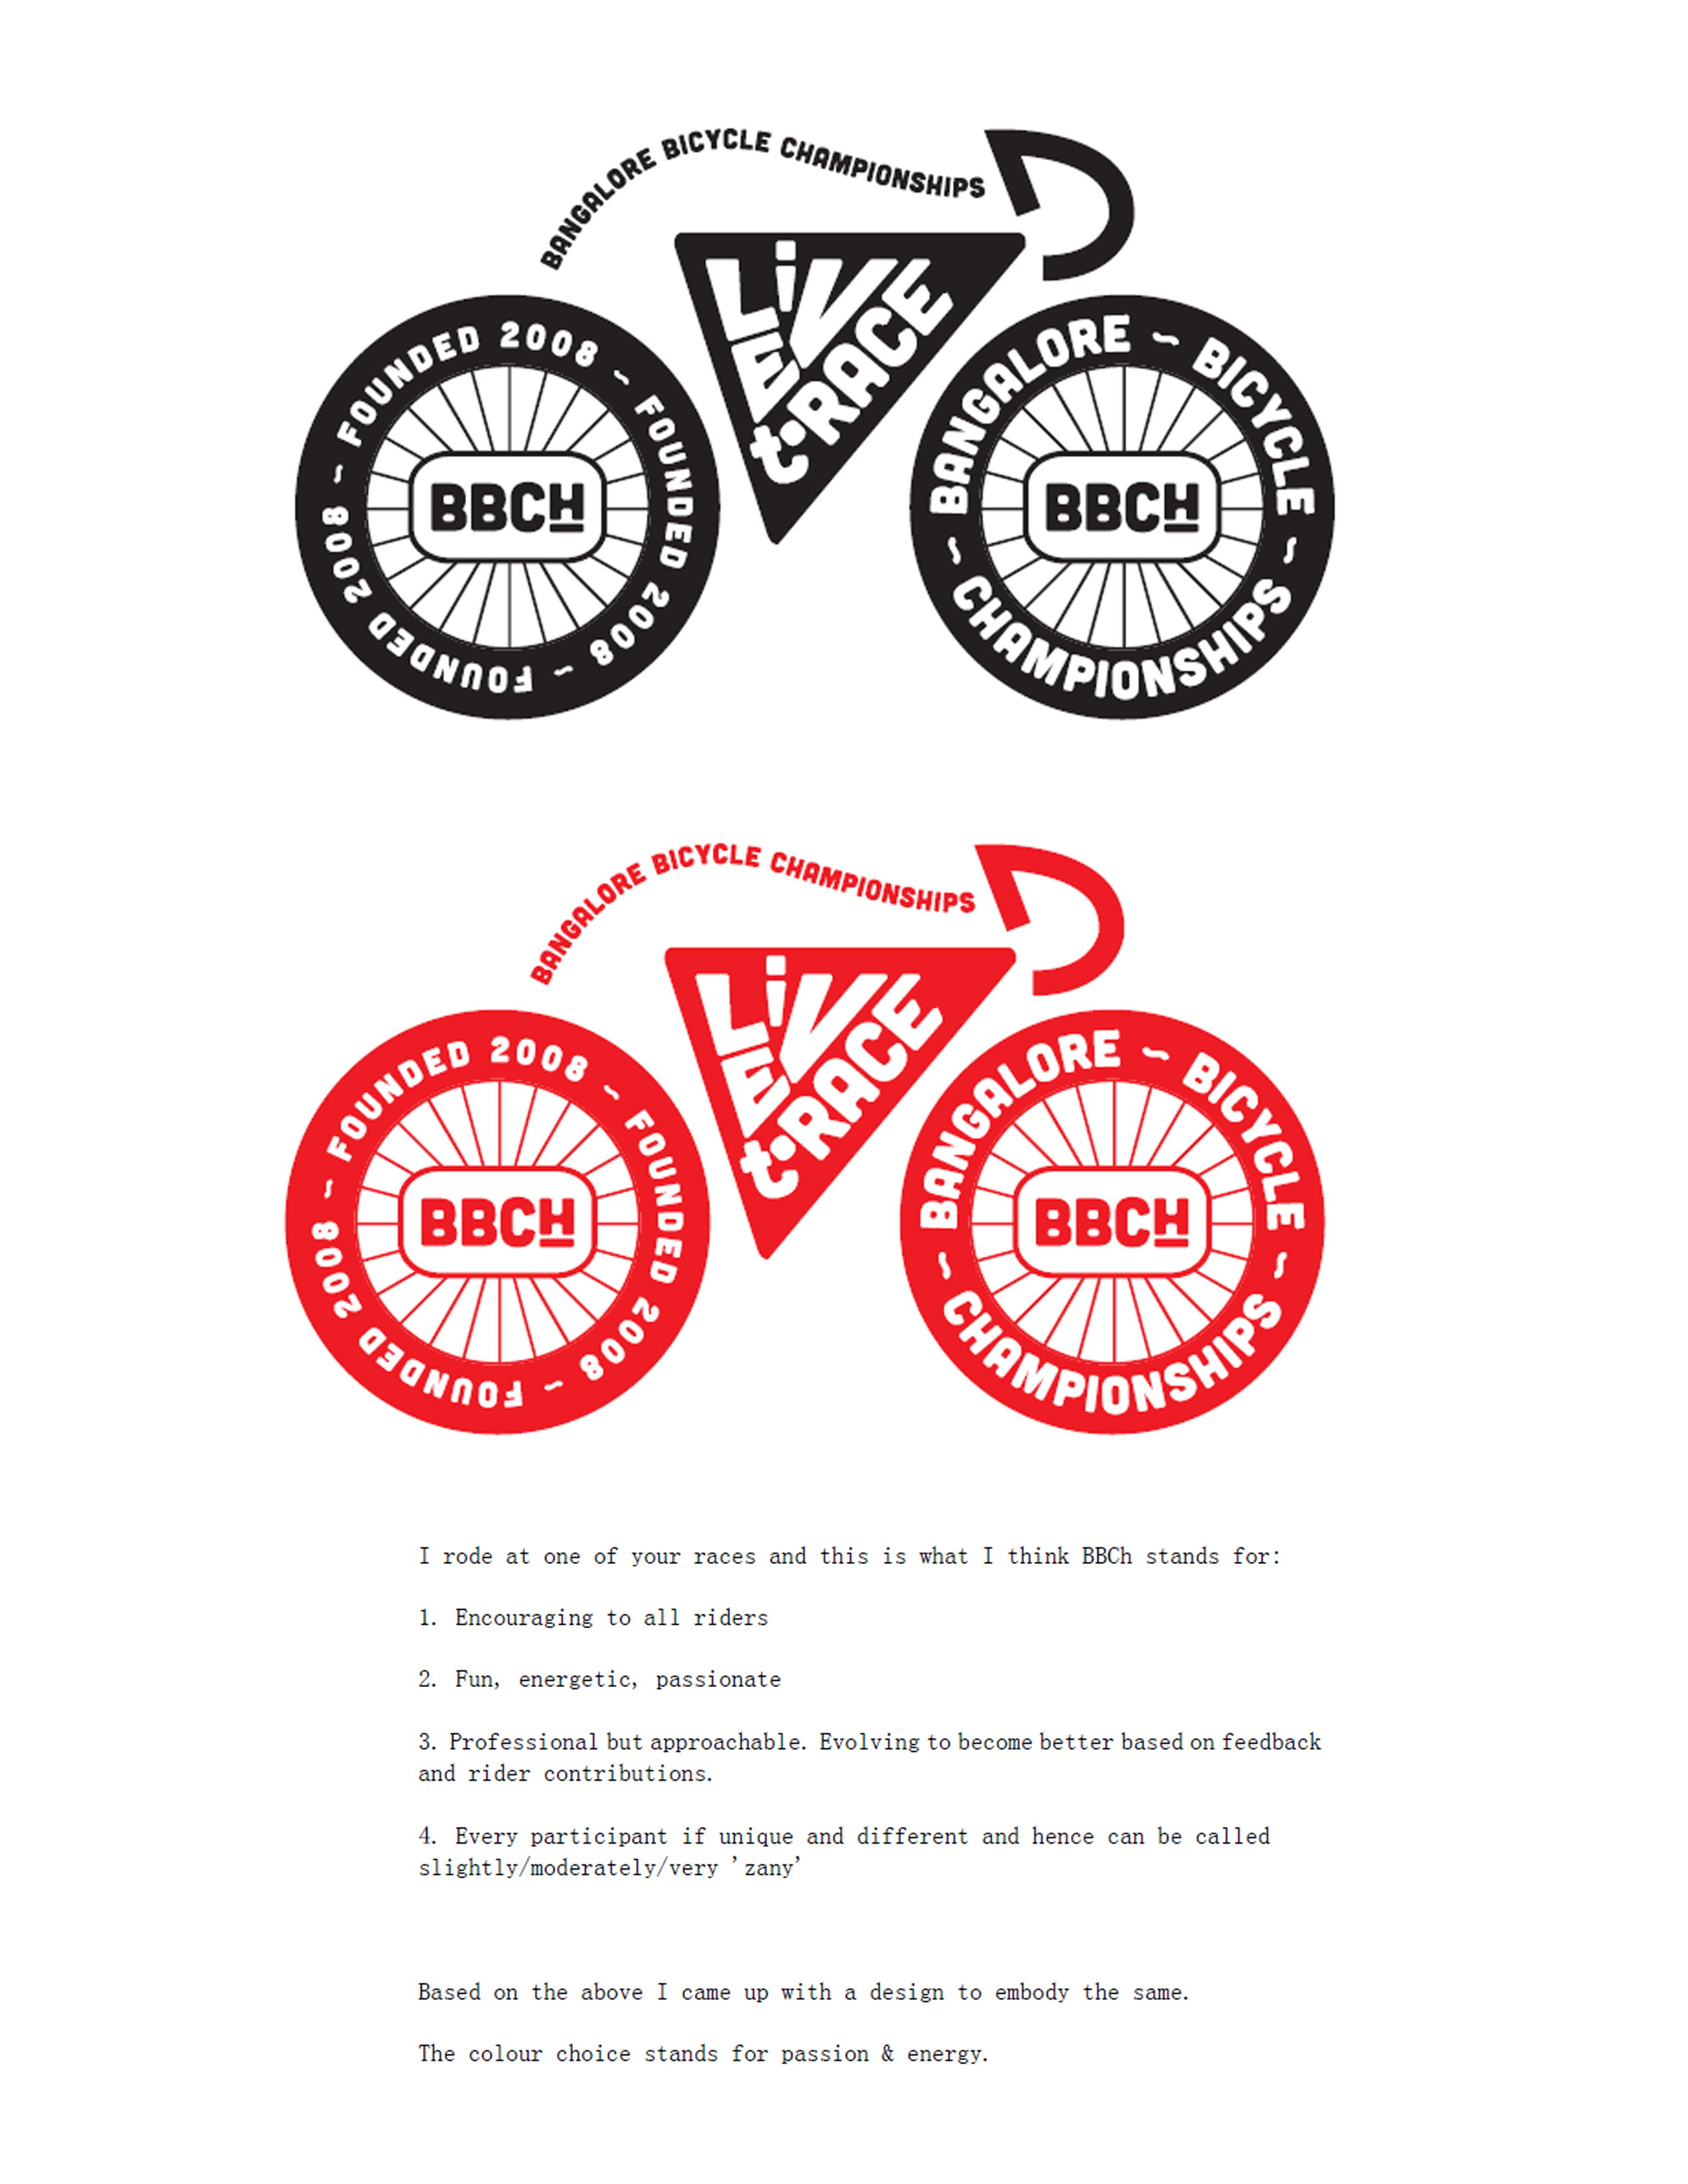 BANGALORE BICYCLE CHAMPIONSHIPS
LiVE
LEt·RACE
FOUNDED 2008 ~ FOUNDED 2008 ~ FOUNDED 2008 ~
BBCH
BANGALORE ~ BICYCLE ~ CHAMPIONSHIPS ~
BBCH
BANGALORE BICYCLE CHAMPIONSHIPS
LiVE
LEt·RACE
FOUNDED 2008 ~ FOUNDED 2008 ~ FOUNDED 2008 ~
BBCH
BANGALORE ~ BICYCLE ~ CHAMPIONSHIPS ~
BBCH
I rode at one of your races and this is what I think BBCh stands for:
1. Encouraging to all riders
2. Fun, energetic, passionate
3. Professional but approachable. Evolving to become better based on feedback
and rider contributions.
4. Every participant if unique and different and hence can be called
slightly/moderately/very 'zany'
Based on the above I came up with a design to embody the same.
The colour choice stands for passion & energy.